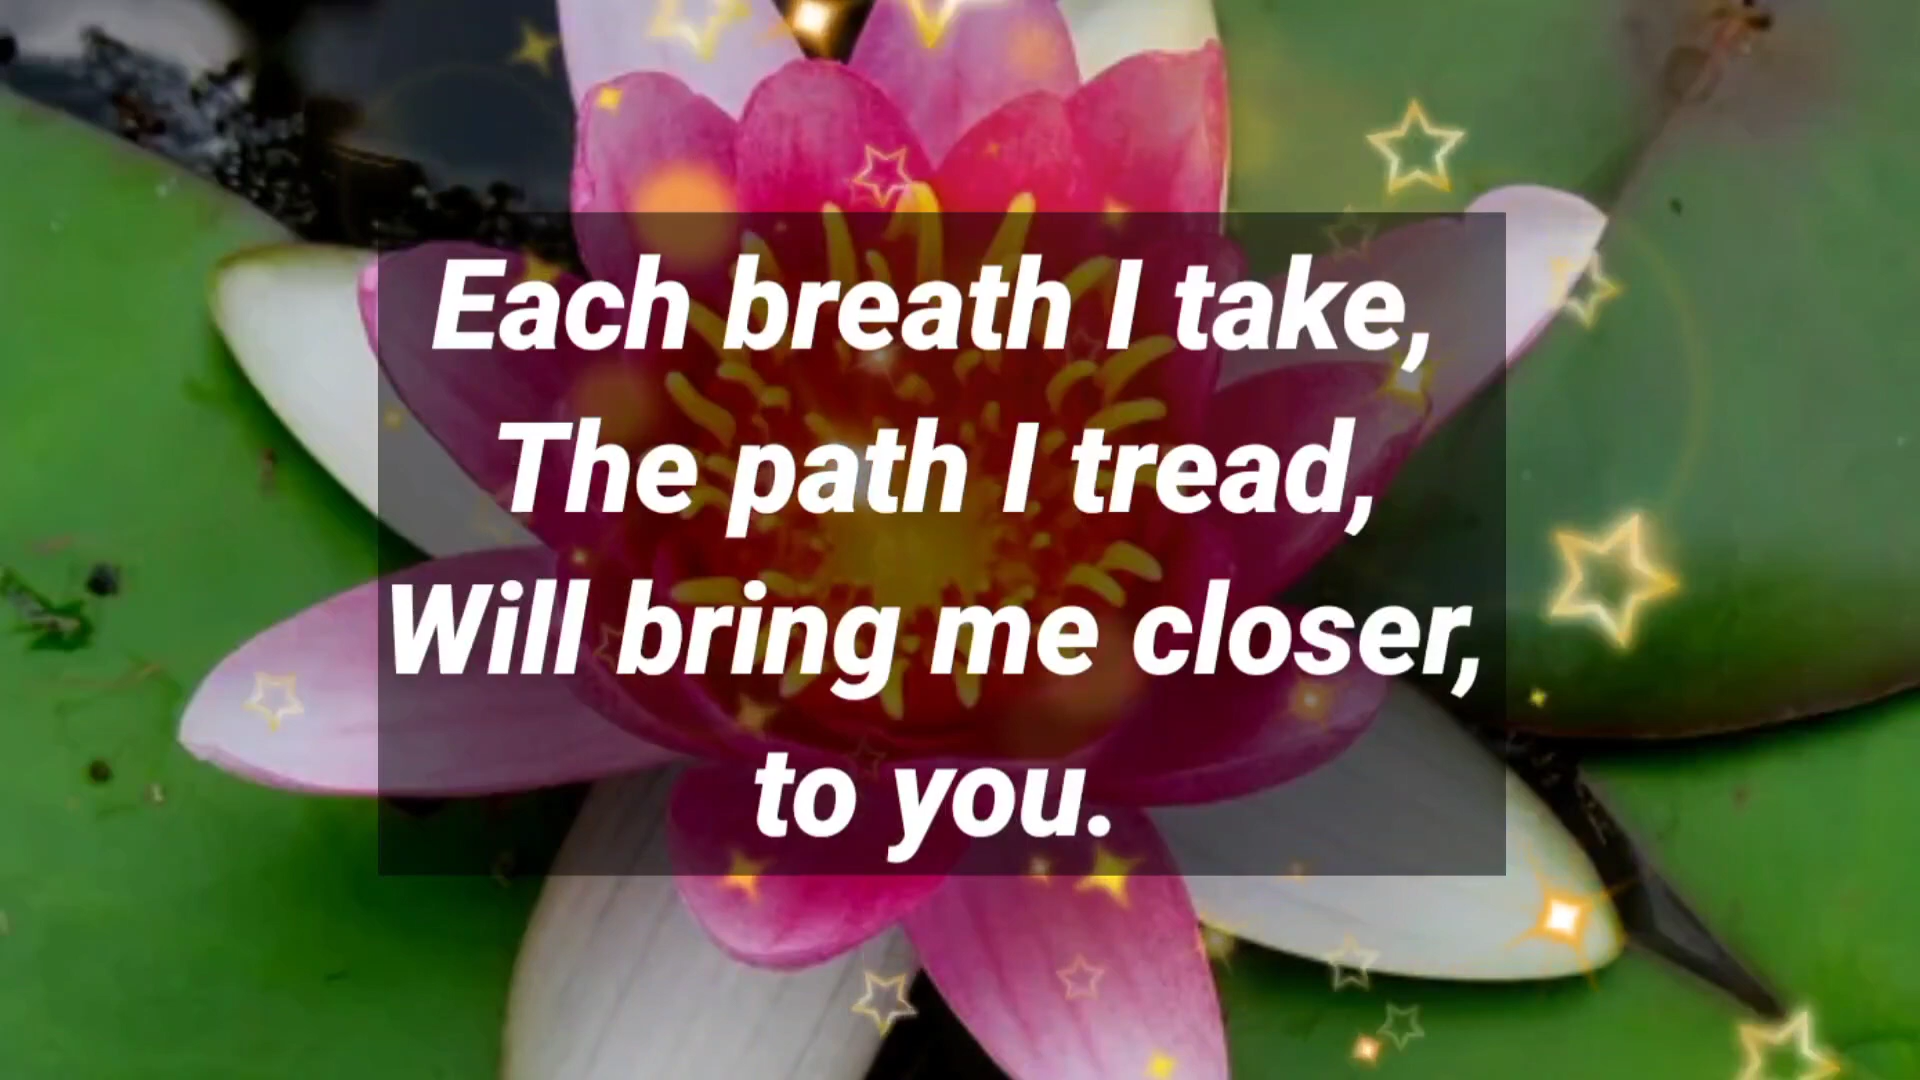 Each breath I take,
The path I tread,
Will bring me closer,
to you.